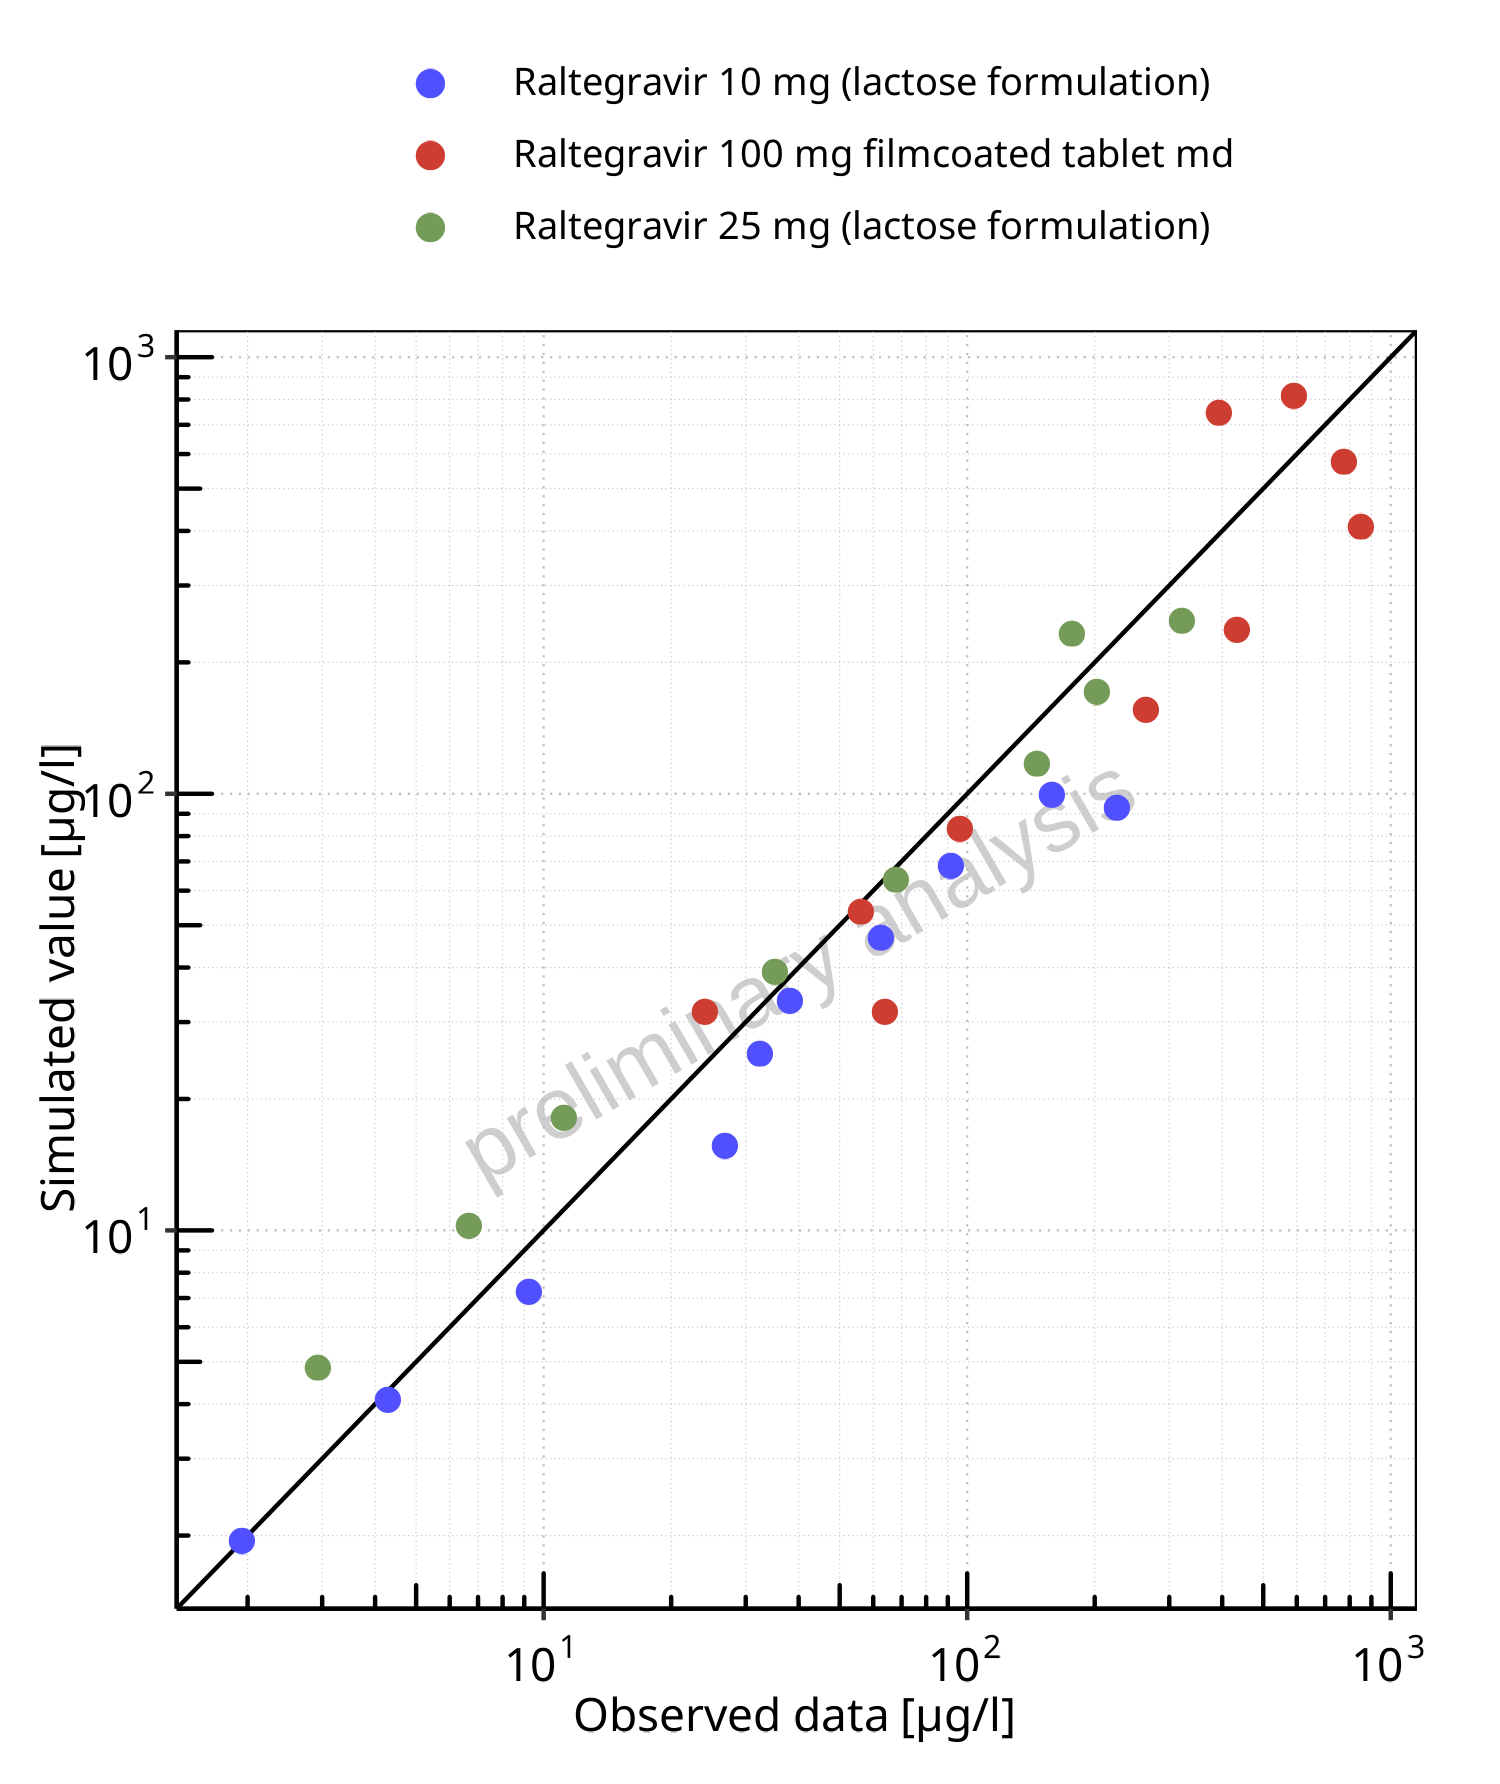 Raltegravir 10 mg (lactose formulation)
Raltegravir 100 mg filmcoated tablet md
Raltegravir 25 mg (lactose formulation)
10³
10²
10¹
Simulated value [µg/l]
preliminary analysis
10¹ 10² 10³
Observed data [µg/l]